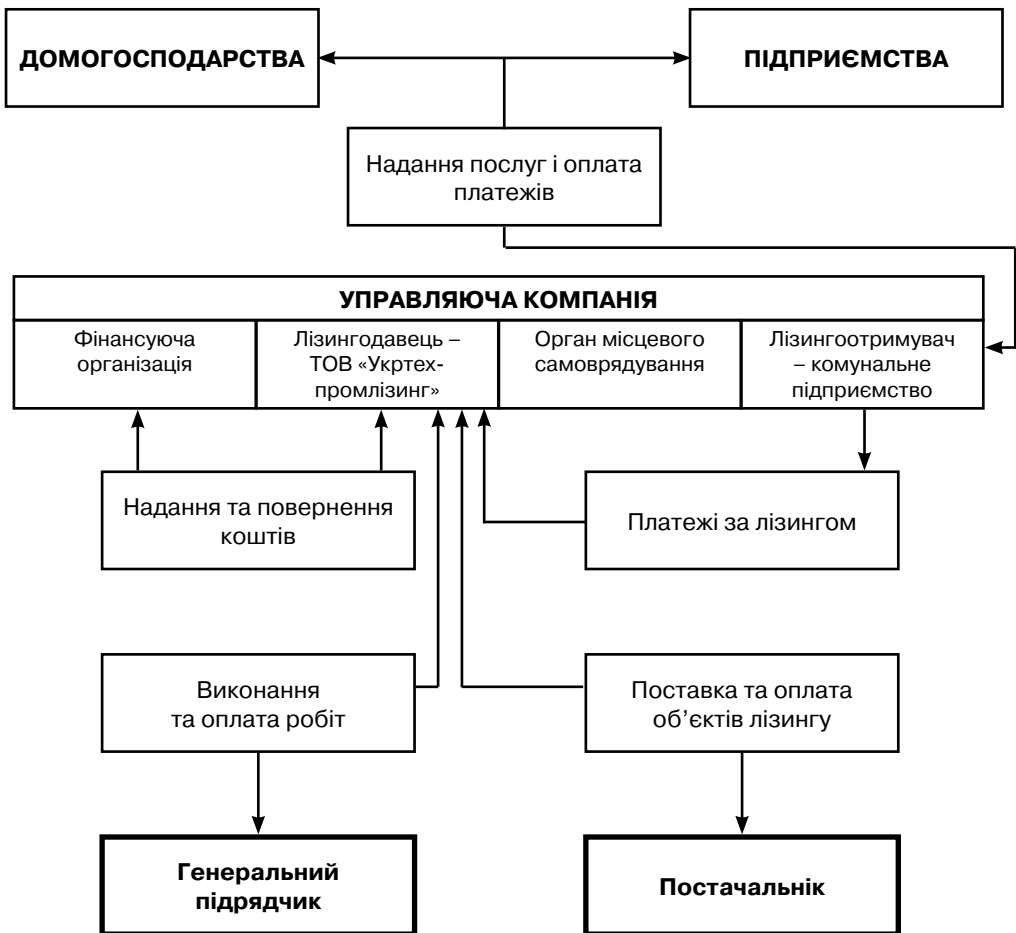 ДОМОГОСПОДАРСТВА
ПІДПРИЄМСТВА
Надання послуг і оплата
платежів
УПРАВЛЯЮЧА КОМПАНІЯ
Фінансуюча
організація
Лізингодавець –
ТОВ «Укртех-
промлізинг»
Орган місцевого
самоврядування
Лізингоотримувач
– комунальне
підприємство
Надання та повернення
коштів
Платежі за лізингом
Виконання
та оплата робіт
Поставка та оплата
об’єктів лізингу
Генеральний
підрядчик
Постачальнік